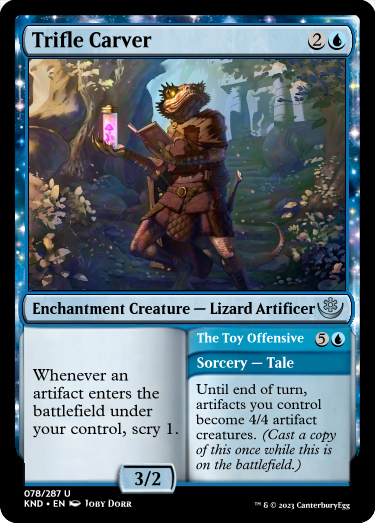 Trifle Carver 2
Enchantment Creature — Lizard Artificer
Whenever an
artifact enters the
battlefield under
your control, scry 1.
The Toy Offensive 5
Sorcery — Tale
Until end of turn,
artifacts you control
become 4/4 artifact
creatures. (Cast a copy
of this once while this is
on the battlefield.)
3/2
078/287 U
KND • EN Toby Dorr
™ & © 2023 CanterburyEgg